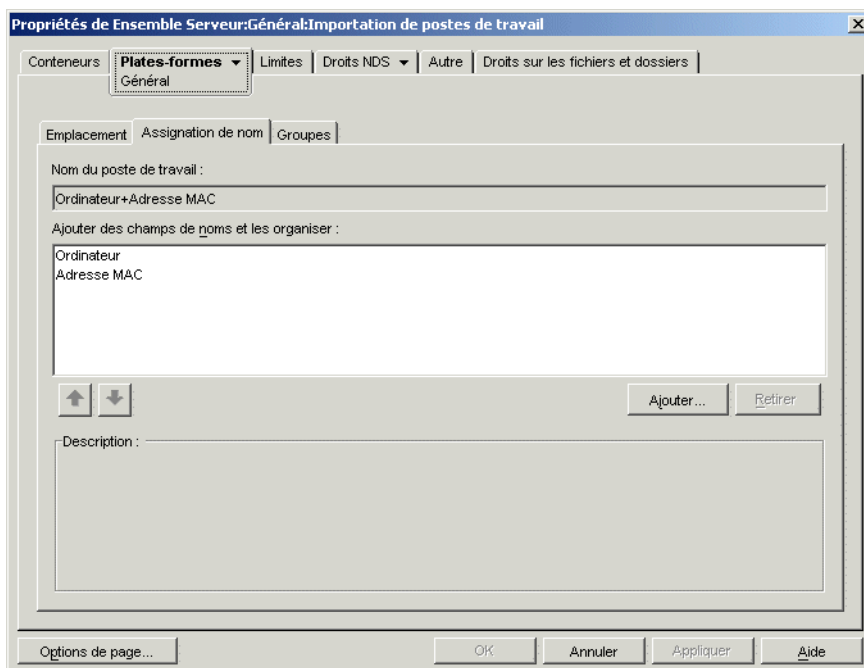 Propriétés de Ensemble Serveur:Général:Importation de postes de travail
Conteneurs Plates-formes Limites Droits NDS Autre Droits sur les fichiers et dossiers
Général
Emplacement Assignation de nom Groupes
Nom du poste de travail :
Ordinateur+Adresse MAC
Ajouter des champs de noms et les organiser :
Ordinateur
Adresse MAC
Ajouter... Retirer
Description :
Options de page... OK Annuler Appliquer Aide